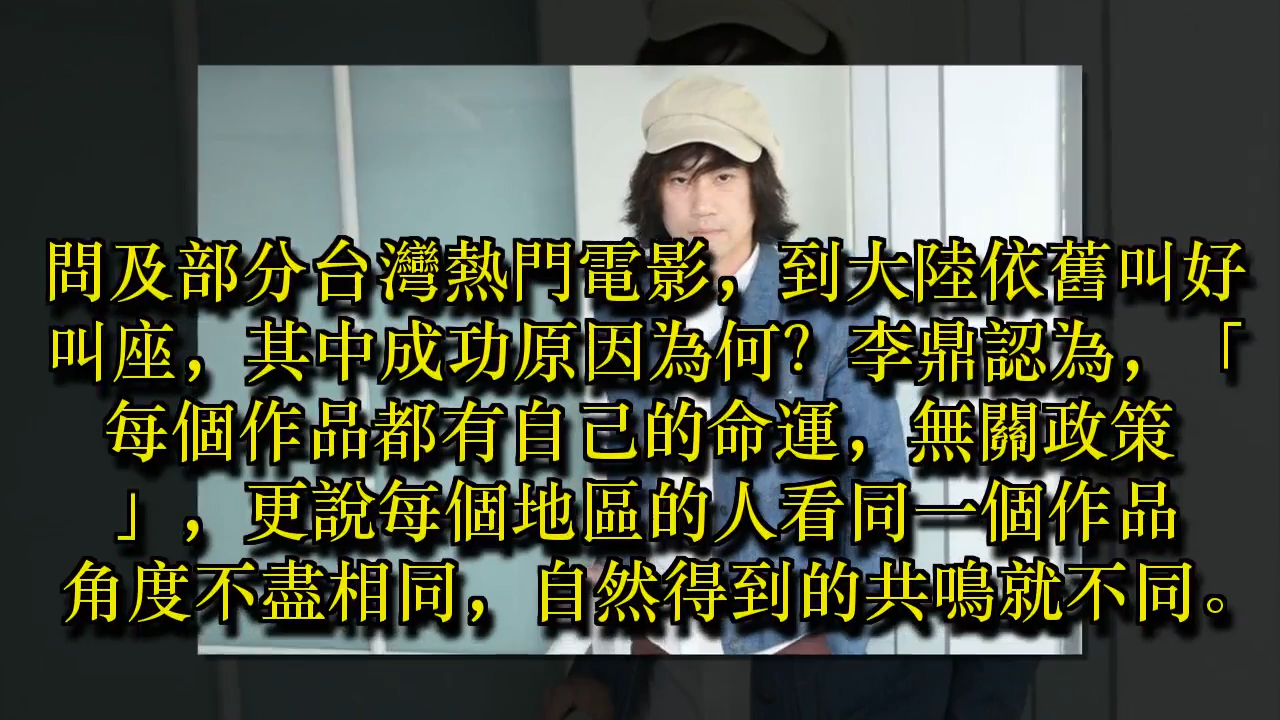 問及部分台灣熱門電影，到大陸依舊叫好
叫座，其中成功原因為何？李鼎認為，「
每個作品都有自己的命運，無關政策
」，更說每個地區的人看同一個作品
角度不盡相同，自然得到的共鳴就不同。